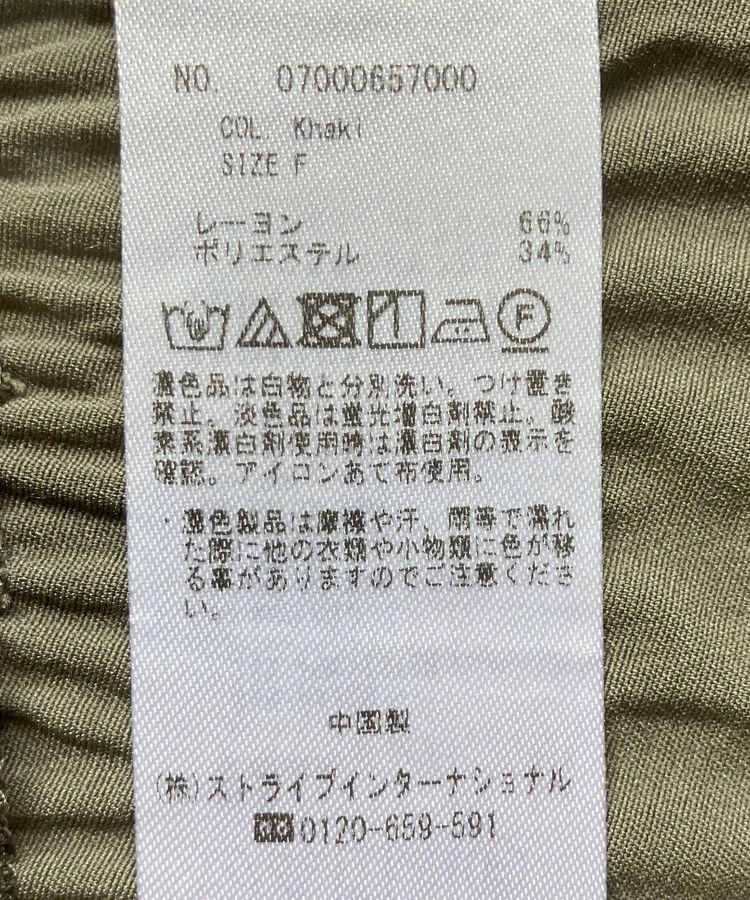 NO. 07000657000
COL. Khaki
SIZE F
レーヨン 66%
ポリエステル 34%
F
濃色品は白物と分別洗い。つけ置き
禁止。淡色品は蛍光増白剤禁止。酸
素系漂白剤使用時は漂白剤の表示を
確認。アイロンあて布使用。
・濃色製品は摩擦や汗、雨等で濡れ
た際に他の衣類や小物類に色が移
る事がありますのでご注意くださ
い。
中国製
(株)ストライプインターナショナル
0120-659-591